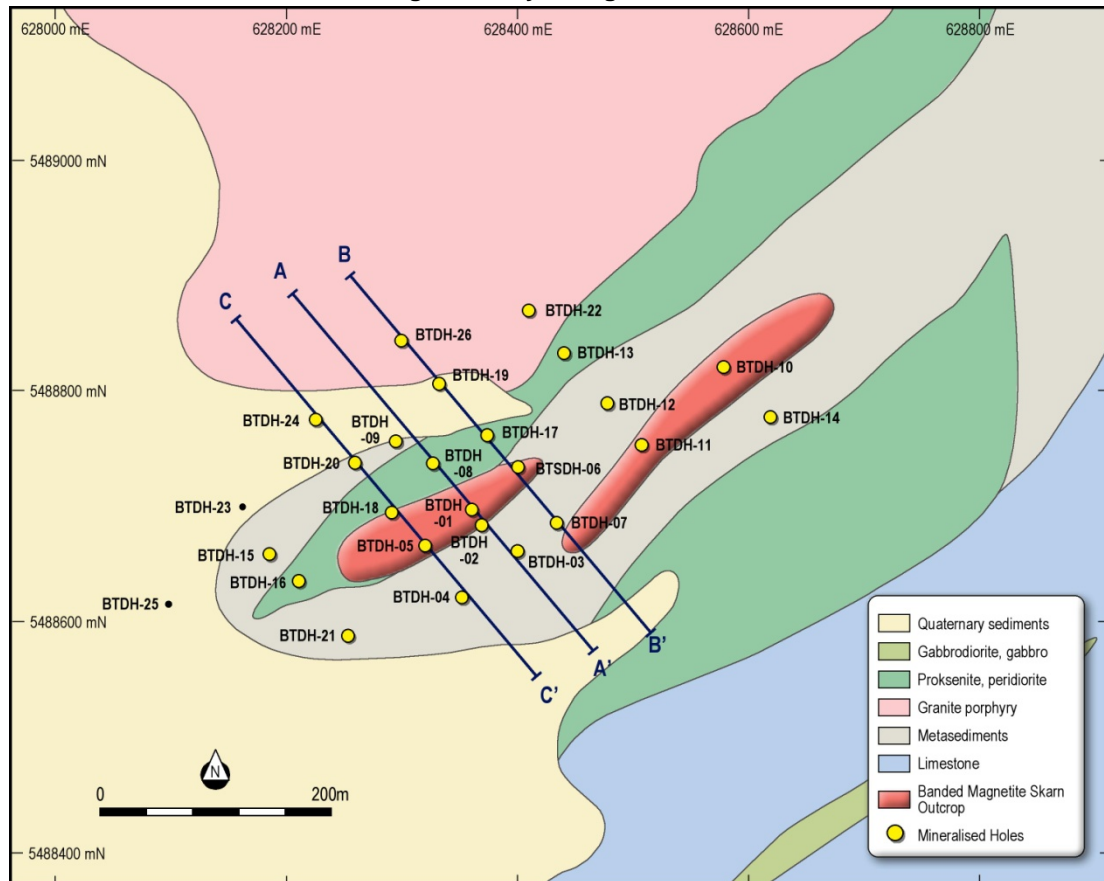 628000 mE
628200 mE
628400 mE
628600 mE
628800 mE
5489000 mN
B
A
C
BTDH-22
BTDH-26
BTDH-13
BTDH-19
BTDH-10
5488800 mN
BTDH-12
BTDH-24
BTDH
-09
BTDH-17
BTDH-14
BTDH-11
BTDH-20
BTDH
-08
BTSDH-06
BTDH-23
BTDH-18
BTDH
-01
BTDH-07
BTDH-05
BTDH
-02
BTDH-03
BTDH-15
BTDH-16
BTDH-04
BTDH-25
5488600 mN
BTDH-21
B'
A'
C'
Quaternary sediments
Gabbrodiorite, gabbro
Proksenite, peridiorite
Granite porphyry
Metasediments
Limestone
Banded Magnetite Skarn
Outcrop
Mineralised Holes
N
0
200m
5488400 mN